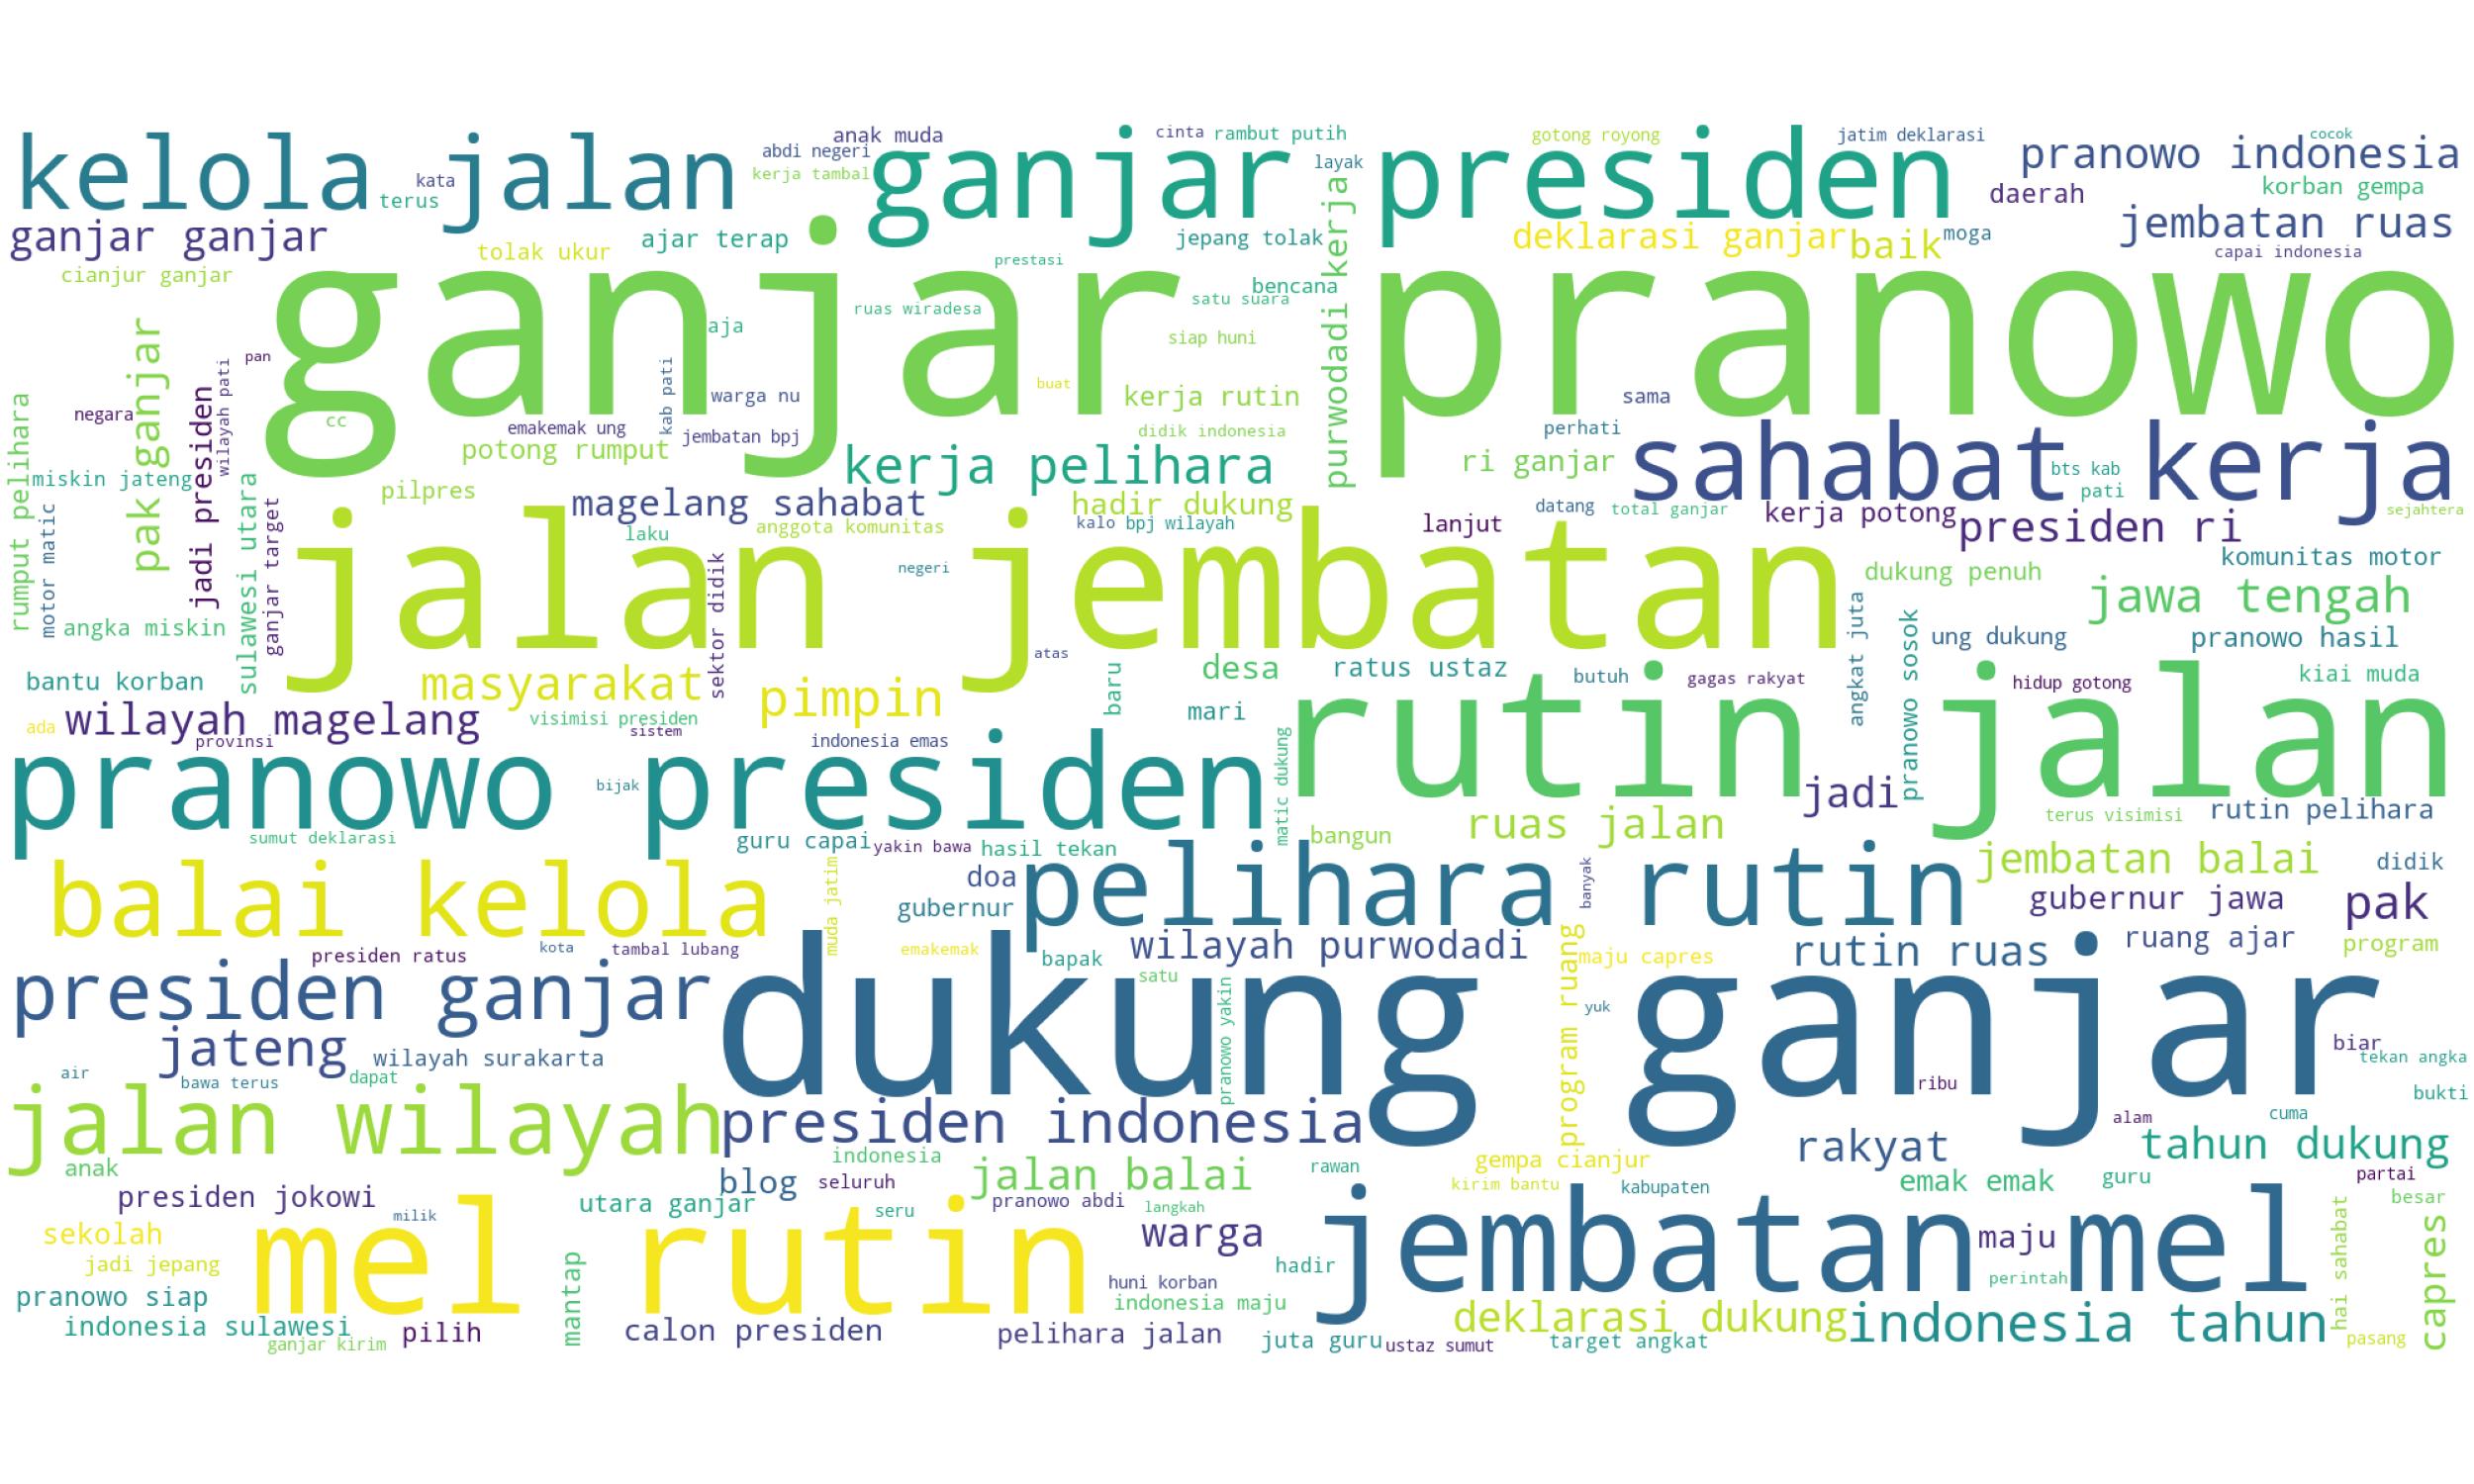 kelola jalan
ganjar presiden
pranowo indonesia
anak muda
cinta
rambut putih
gotong royong
jatim deklarasi
cocok
abdi negeri
layak
kata
terus
kerja tambal
daerah
korban gempa
ganjar ganjar
tolak ukur
ajar terap
jepang tolak
deklarasi ganjar
baik
moga
jembatan ruas
cianjur ganjar
prestasi
bencana
capai indonesia
ganjar pranowo
ruas wiradesa
satu suara
aja
siap huni
purwodadi kerja
pan
buat
pak ganjar
jadi presiden
wilayah pati
kab pati
warga nu
kerja rutin
sama
negara
cc
emakemak ung
jembatan bpj
didik indonesia
perhati
rumput pelihara
potong rumput
kerja pelihara
ri ganjar
sahabat kerja
bts kab
pati
miskin jateng
pilpres
magelang sahabat
hadir dukung
datang
total ganjar
kerja potong
sejahtera
motor matic
sulawesi utara
ganjar target
laku
anggota komunitas
kalo
bpj wilayah
lanjut
presiden ri
jalan jembatan
negeri
sektor didik
komunitas motor
dukung penuh
jawa tengah
angka miskin
angkat juta
pranowo sosok
ung dukung
pranowo hasil
bantu korban
masyarakat
pimpin
atas
baru
desa
ratus ustaz
butuh
gagas rakyat
hidup gotong
kiai muda
ada
wilayah magelang
provinsi
visimisi presiden
sistem
mari
rutin jalan
pranowo presiden
indonesia emas
bijak
matic dukung
jadi
sumut deklarasi
guru capai
yakin bawa
hasil tekan
bangun
ruas jalan
terus visimisi
rutin pelihara
balai kelola
muda jatim
doa
gubernur
pelihara rutin
banyak
jembatan balai
didik
gubernur jawa
pak
presiden ratus
kota
tambal lubang
emakemak
bapak
wilayah purwodadi
program ruang
maju capres
rutin ruas
ruang ajar
program
presiden ganjar
dukung ganjar
satu
pranowo yakin
yuk
jateng
wilayah surakarta
biar
tekan angka
air
bawa terus
dapat
ribu
bukti
jalan wilayah
presiden indonesia
alam
cuma
rakyat
tahun dukung
anak
indonesia
blog
seluruh
jalan balai
rawan
gempa cianjur
kirim bantu
kabupaten
emak emak
guru
partai
presiden jokowi
milik
utara ganjar
seru
pranowo abdi
langkah
besar
sekolah
mel rutin
warga
jembatan mel
maju
hai sahabat
capres
jadi jepang
mantap
hadir
perintah
pranowo siap
huni korban
indonesia maju
indonesia sulawesi
pilih
calon presiden
pelihara jalan
deklarasi dukung
indonesia tahun
ganjar kirim
juta guru
ustaz sumut
target angkat
pasang